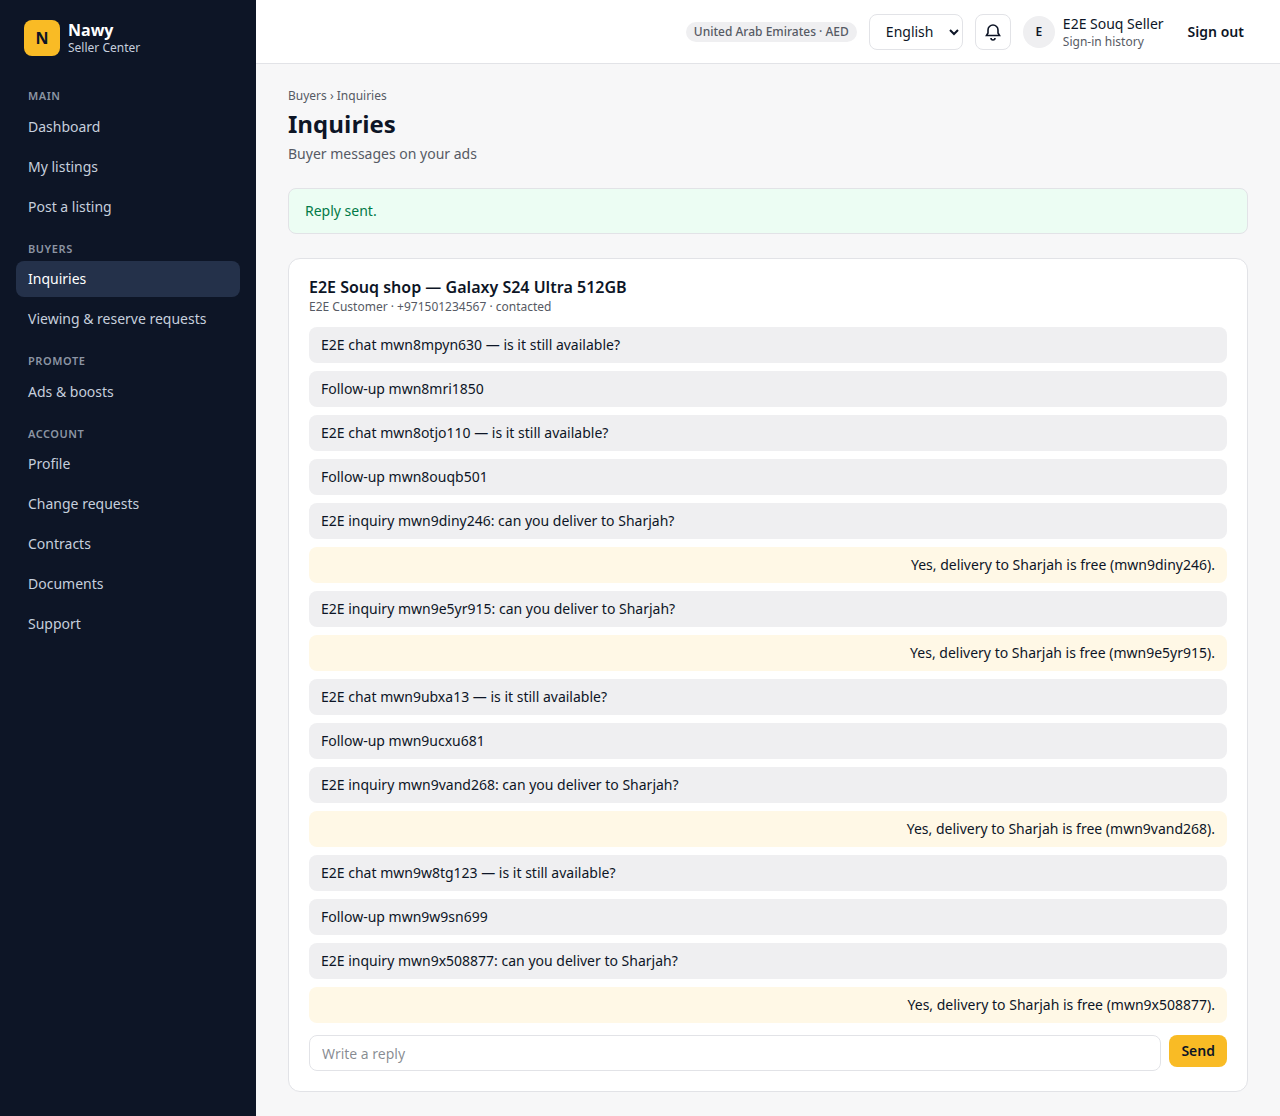 N
Nawy
Seller Center
MAIN
Dashboard
My listings
Post a listing
BUYERS
Inquiries
Viewing & reserve requests
PROMOTE
Ads & boosts
ACCOUNT
Profile
Change requests
Contracts
Documents
Support
United Arab Emirates · AED
English
E
E2E Souq Seller
Sign-in history
Sign out
Buyers › Inquiries
Inquiries
Buyer messages on your ads
Reply sent.
E2E Souq shop — Galaxy S24 Ultra 512GB
E2E Customer · +971501234567 · contacted
E2E chat mwn8mpyn630 — is it still available?
Follow-up mwn8mri1850
E2E chat mwn8otjo110 — is it still available?
Follow-up mwn8ouqb501
E2E inquiry mwn9diny246: can you deliver to Sharjah?
Yes, delivery to Sharjah is free (mwn9diny246).
E2E inquiry mwn9e5yr915: can you deliver to Sharjah?
Yes, delivery to Sharjah is free (mwn9e5yr915).
E2E chat mwn9ubxa13 — is it still available?
Follow-up mwn9ucxu681
E2E inquiry mwn9vand268: can you deliver to Sharjah?
Yes, delivery to Sharjah is free (mwn9vand268).
E2E chat mwn9w8tg123 — is it still available?
Follow-up mwn9w9sn699
E2E inquiry mwn9x508877: can you deliver to Sharjah?
Yes, delivery to Sharjah is free (mwn9x508877).
Write a reply
Send